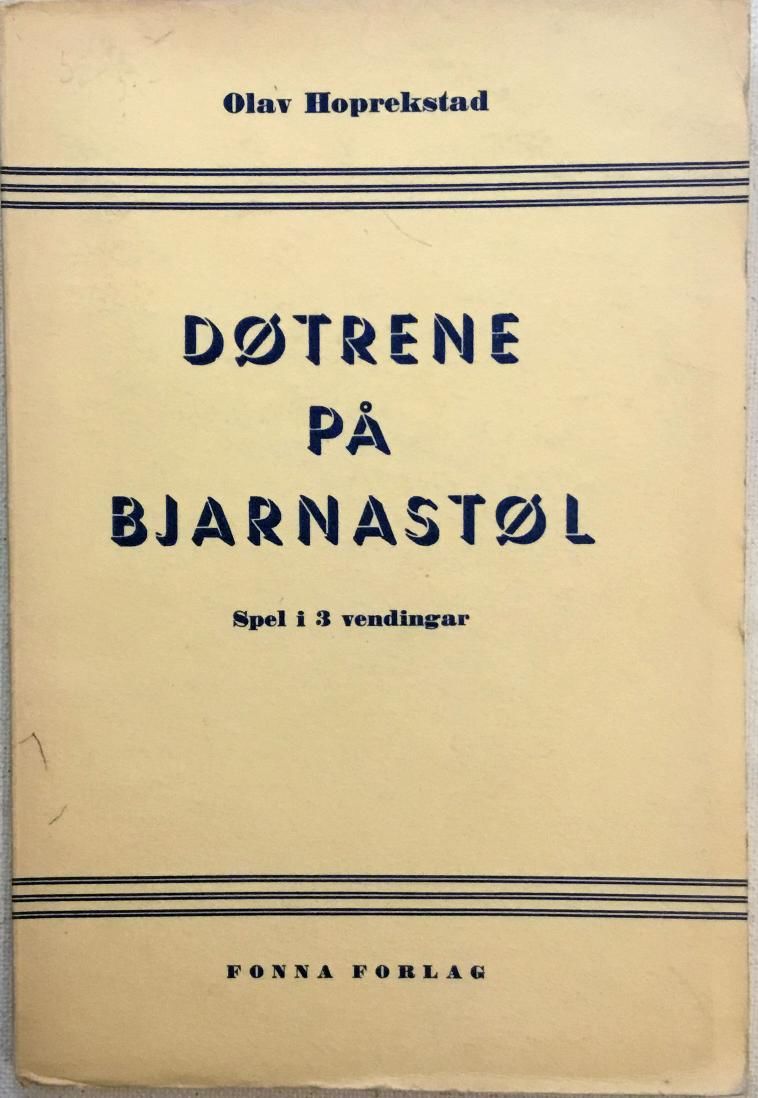 Olav Hoprekstad
DØTRENE
PÅ
BJARNASTØL
Spel i 3 vendingar
FONNA FORLAG